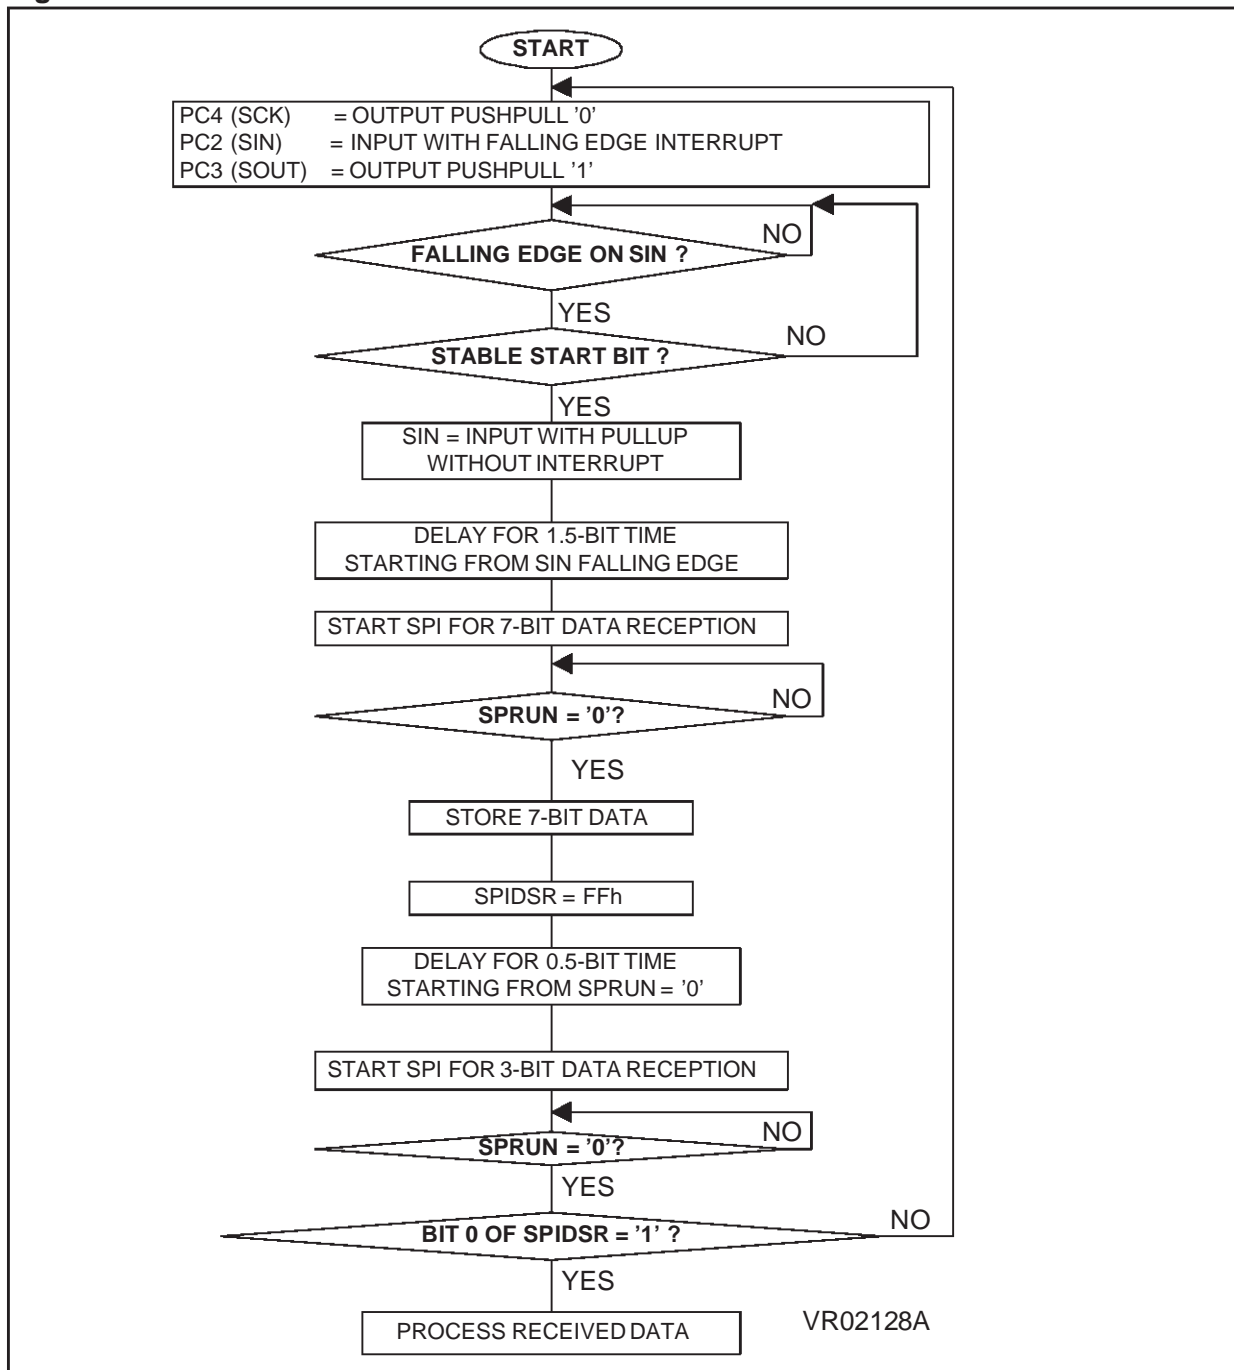 START
PC4 (SCK) = OUTPUT PUSHPULL '0'
PC2 (SIN) = INPUT WITH FALLING EDGE INTERRUPT
PC3 (SOUT) = OUTPUT PUSHPULL '1'
NO
FALLING EDGE ON SIN ?
YES
NO
STABLE START BIT ?
YES
SIN = INPUT WITH PULLUP
WITHOUT INTERRUPT
DELAY FOR 1.5-BIT TIME
STARTING FROM SIN FALLING EDGE
START SPI FOR 7-BIT DATA RECEPTION
NO
SPRUN = '0'?
YES
STORE 7-BIT DATA
SPIDSR = FFh
DELAY FOR 0.5-BIT TIME
STARTING FROM SPRUN = '0'
START SPI FOR 3-BIT DATA RECEPTION
NO
SPRUN = '0'?
YES
NO
BIT 0 OF SPIDSR = '1' ?
YES
PROCESS RECEIVED DATA
VR02128A